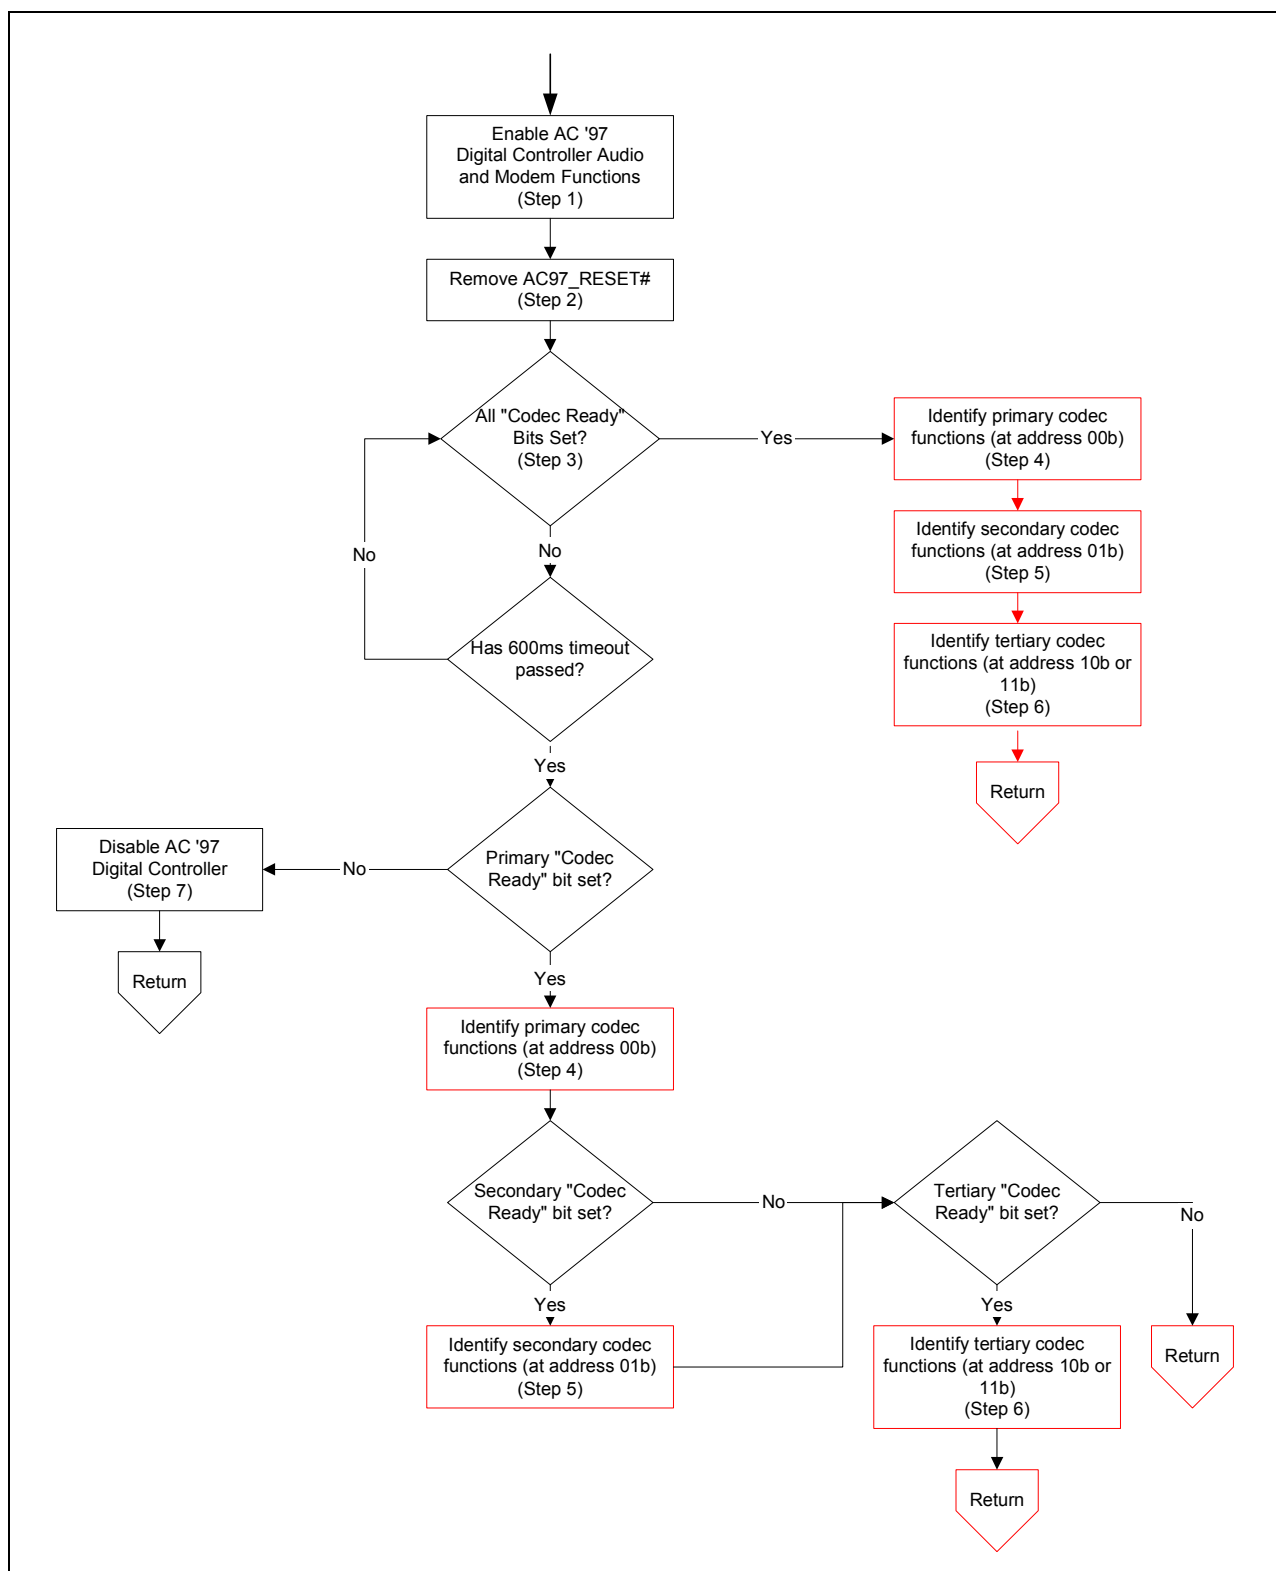 Enable AC '97
Digital Controller Audio
and Modem Functions
(Step 1)
Remove AC97_RESET#
(Step 2)
All "Codec Ready"
Bits Set?
(Step 3)
Yes
Identify primary codec
functions (at address 00b)
(Step 4)
Identify secondary codec
functions (at address 01b)
(Step 5)
Identify tertiary codec
functions (at address 10b or
11b)
(Step 6)
Return
No
No
Has 600ms timeout
passed?
Yes
Primary "Codec
Ready" bit set?
No
Disable AC '97
Digital Controller
(Step 7)
Return
Yes
Identify primary codec
functions (at address 00b)
(Step 4)
Secondary "Codec
Ready" bit set?
No
Tertiary "Codec
Ready" bit set?
No
Yes
Identify secondary codec
functions (at address 01b)
(Step 5)
Yes
Identify tertiary codec
functions (at address 10b or
11b)
(Step 6)
Return
Return